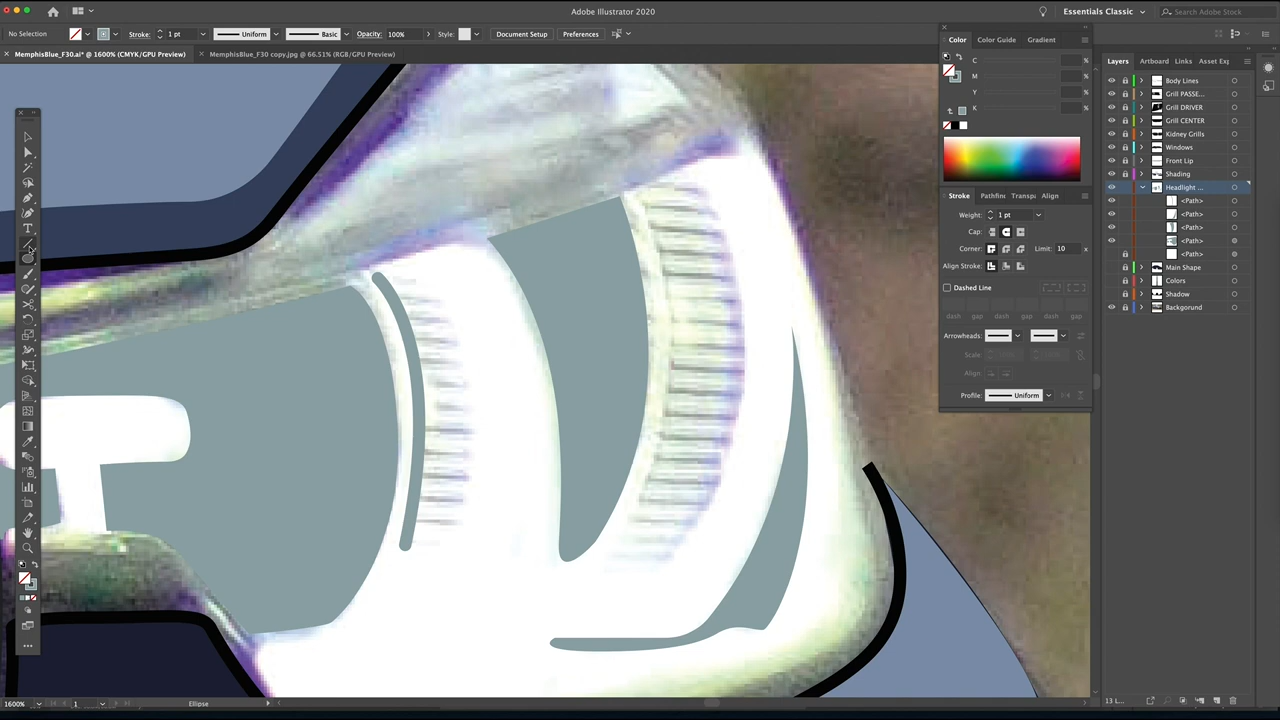 Adobe Illustrator 2020
Essentials Classic
Search Adobe Stock
No Selection
Stroke:
1 pt
Uniform
Basic
Opacity:
100%
Style:
Document Setup
Preferences
MemphisBlue_F30.ai* @ 1600% (CMYK/GPU Preview)
MemphisBlue_F30 copy.jpg @ 66.51% (RGB/GPU Preview)
Color
Color Guide
Gradient
C %
M %
Y %
K %
Stroke
Pathfin
Transp
Align
Weight:
1 pt
Cap:
Corner:
Limit:
10
x
Align Stroke:
Dashed Line
dash gap dash gap dash gap
Arrowheads:
Scale:
Align:
Profile:
Uniform
Layers
Artboard
Links
Asset Exp
Body Lines
Grill PASSE...
Grill DRIVER
Grill CENTER
Kidney Grills
Windows
Front Lip
Shading
Headlight ...
<Path>
<Path>
<Path>
<Path>
<Path>
Main Shape
Colors
Shadow
Background
1600%
1
Ellipse
13 L...